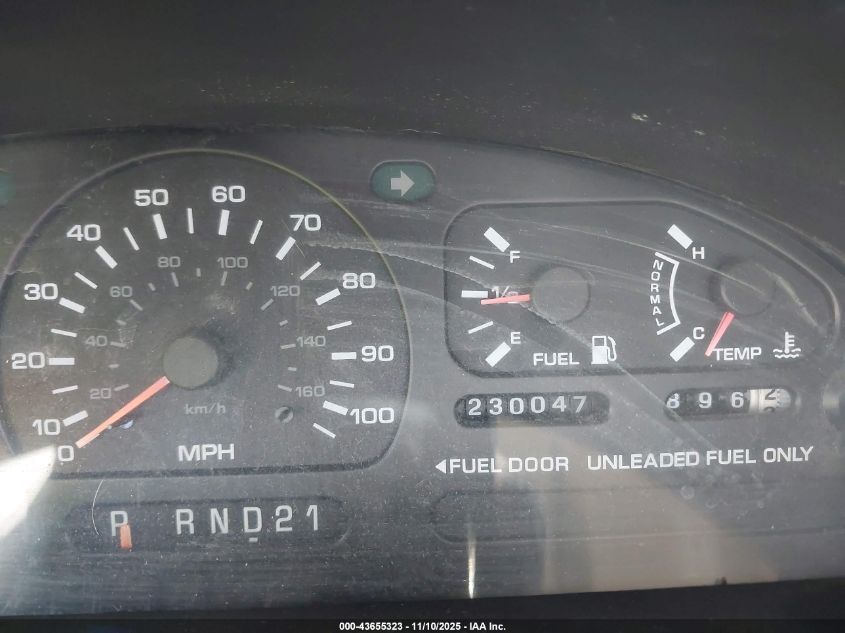 60
50
70
40
80
100
F
H
80
NORMAL
30
60
120
1/2
40
140
E
C
20
90
FUEL
TEMP
20
160
km/h
10
100
230047
896
0
MPH
FUEL DOOR UNLEADED FUEL ONLY
P RND21
000-43655323 - 11/10/2025 - IAA Inc.